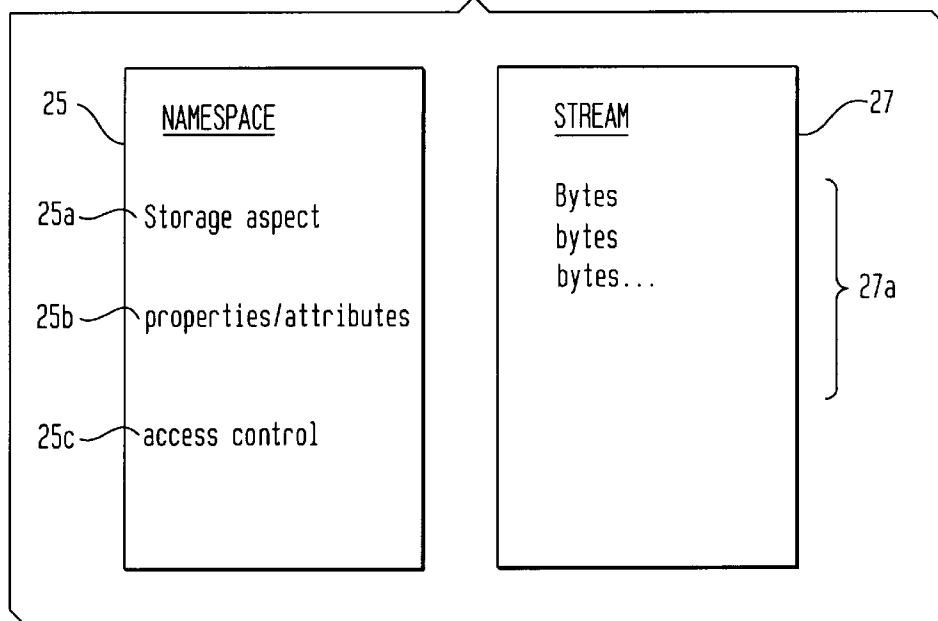 25
NAMESPACE
25a
Storage aspect
25b
properties/attributes
25c
access control
STREAM
27
Bytes
bytes
bytes...
27a